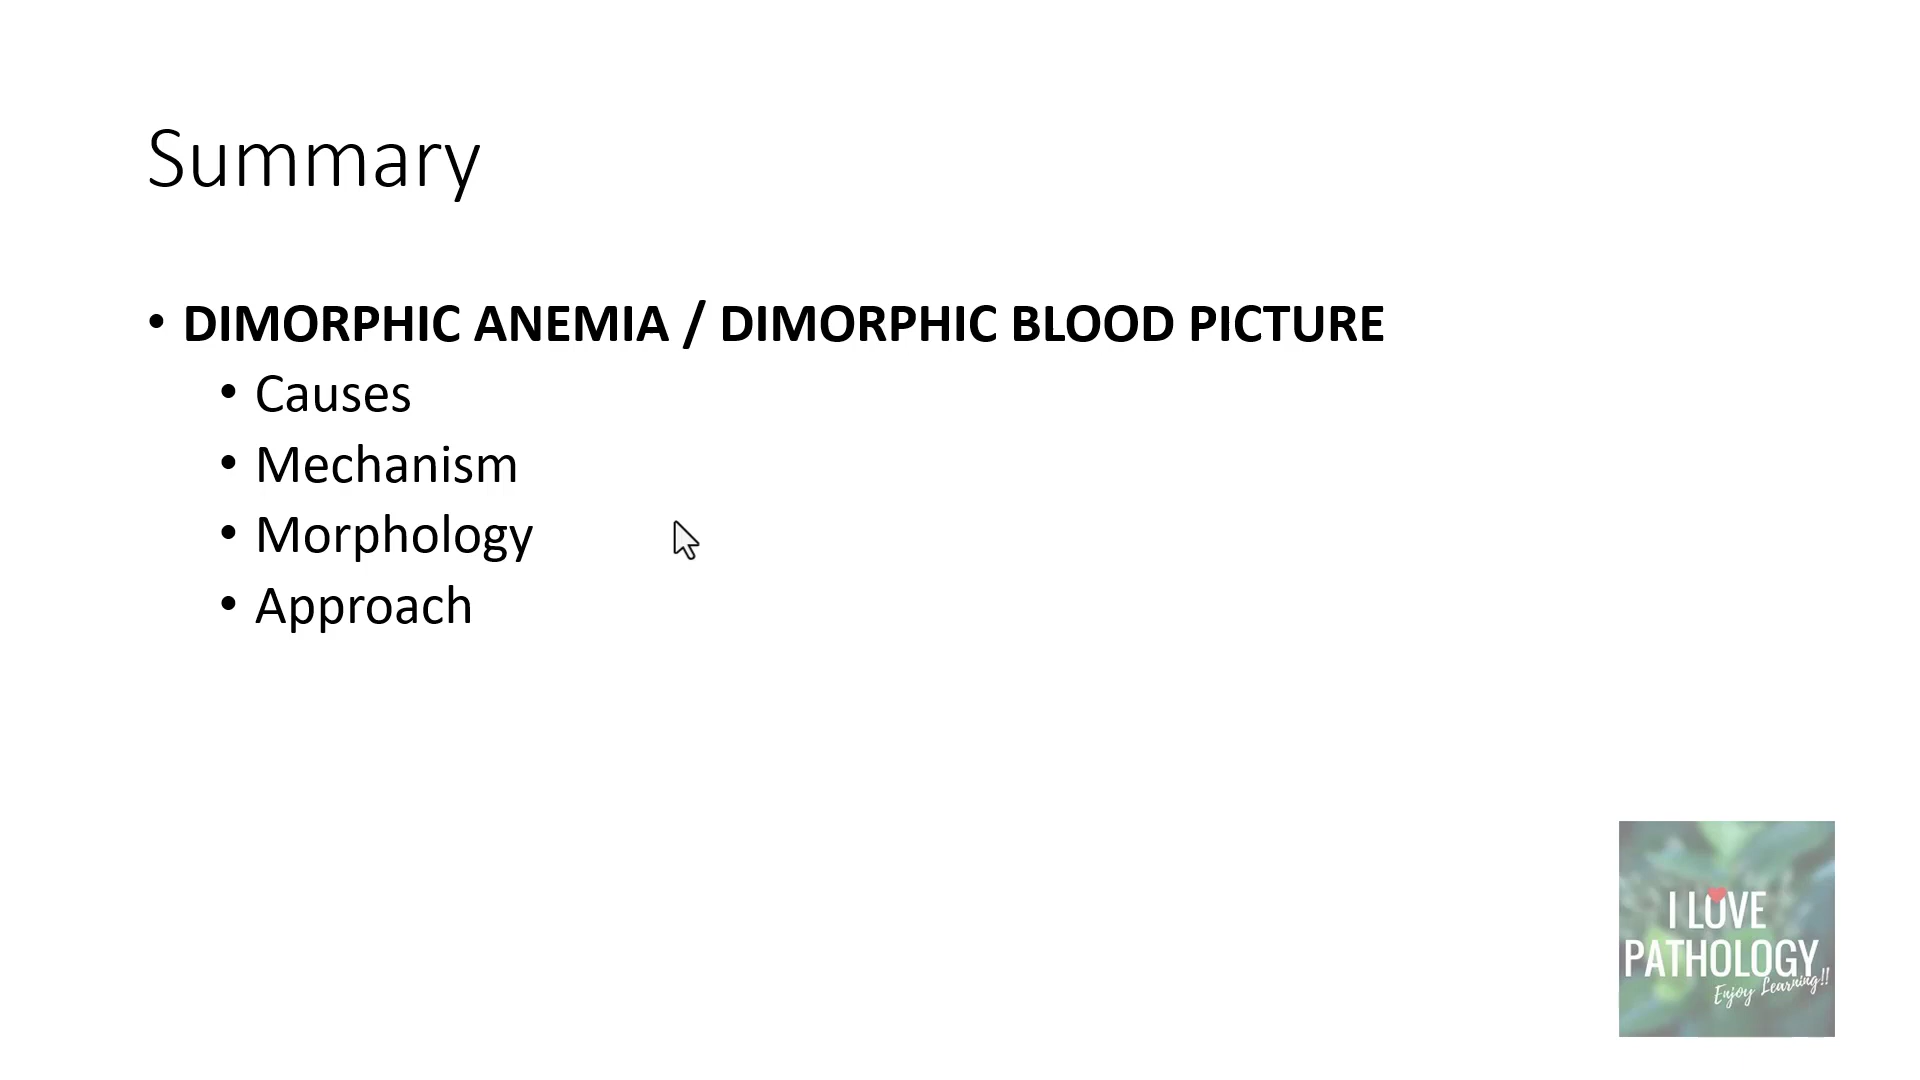 Summary
• DIMORPHIC ANEMIA / DIMORPHIC BLOOD PICTURE
• Causes
• Mechanism
• Morphology
• Approach
I LOVE
PATHOLOGY
Enjoy Learning!!